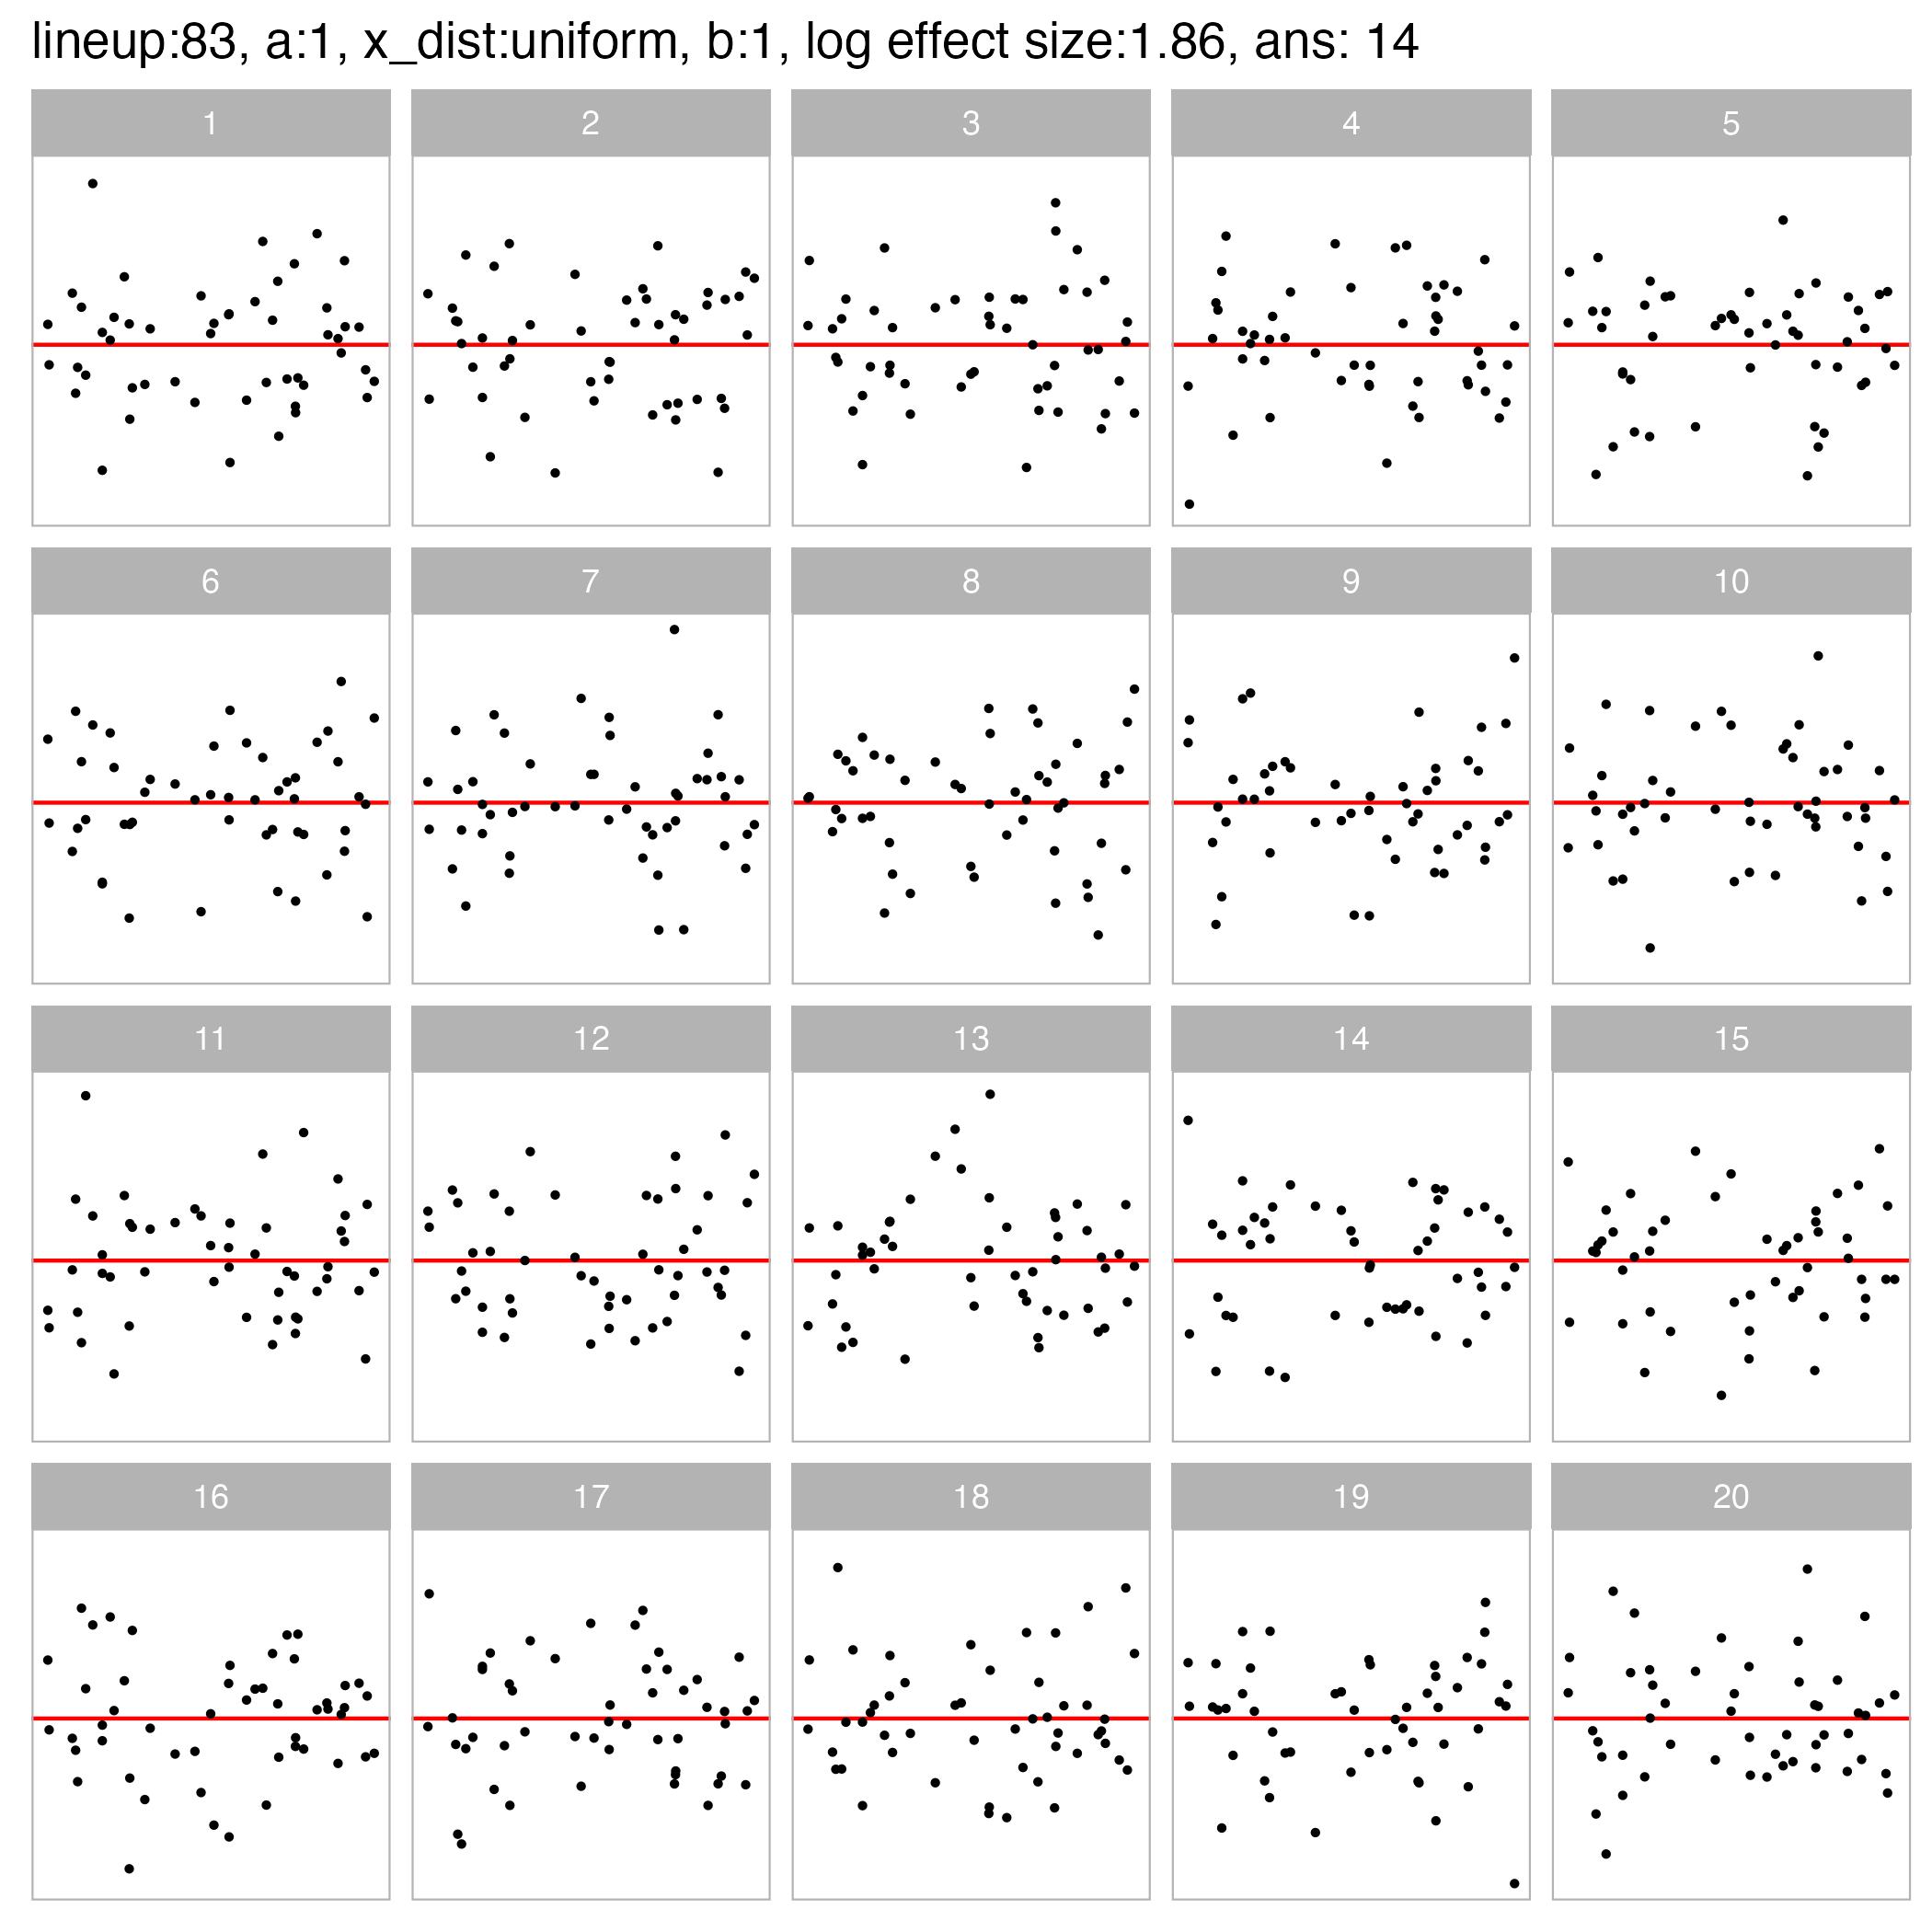 lineup:83, a:1, x_dist:uniform, b:1, log effect size:1.86, ans: 14
1 2 3 4 5
6 7 8 9 10
11 12 13 14 15
16 17 18 19 20